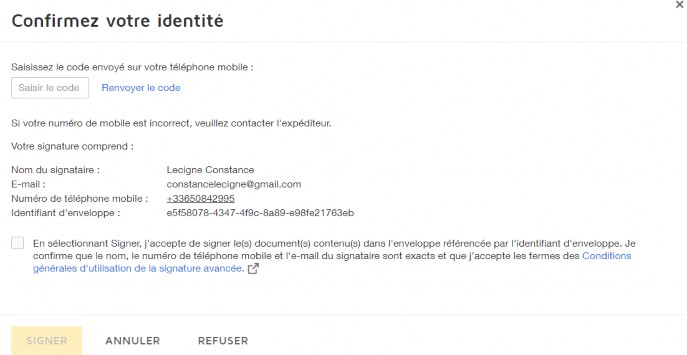 Confirmez votre identité
Saisissez le code envoyé sur votre téléphone mobile :
Saisir le code
Renvoyer le code
Si votre numéro de mobile est incorrect, veuillez contacter l'expéditeur.
Votre signature comprend :
Nom du signataire : Lecigne Constance
E-mail : constancelecigne@gmail.com
Numéro de téléphone mobile : +33650842995
Identifiant d'enveloppe : e5f58078-4347-4f9c-8a89-e98fe21763eb
En sélectionnant Signer, j'accepte de signer le(s) document(s) contenu(s) dans l'enveloppe référencée par l'identifiant d'enveloppe. Je
confirme que le nom, le numéro de téléphone mobile et l'e-mail du signataire sont exacts et que j'accepte les termes des Conditions
générales d'utilisation de la signature avancée.
SIGNER ANNULER REFUSER